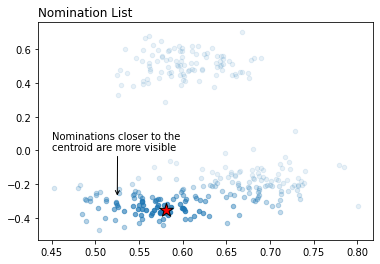 Nomination List
0.6
0.4
0.2
0.0
−0.2
−0.4
Nominations closer to the
centroid are more visible
0.45 0.50 0.55 0.60 0.65 0.70 0.75 0.80